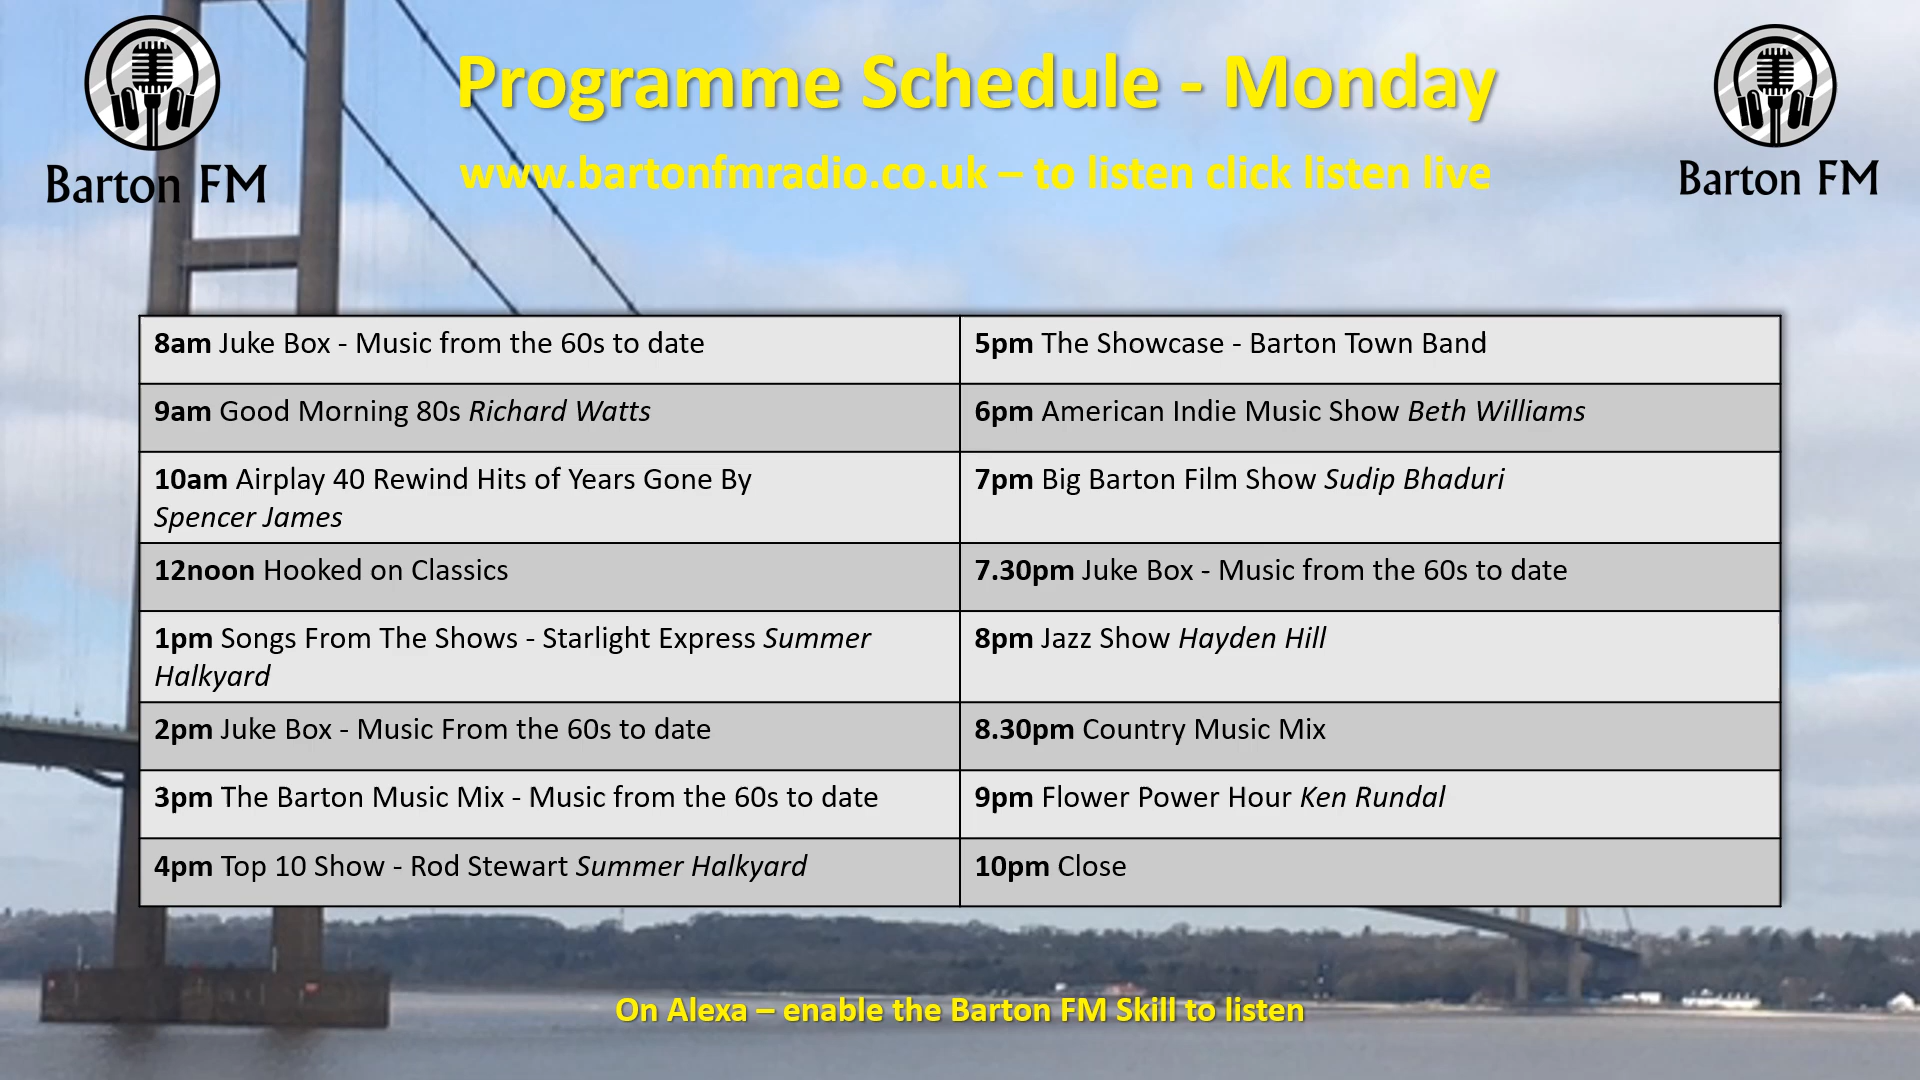 Barton FM
Programme Schedule - Monday
www.bartonfmradio.co.uk – to listen click listen live
Barton FM
8am Juke Box - Music from the 60s to date
9am Good Morning 80s Richard Watts
10am Airplay 40 Rewind Hits of Years Gone By
Spencer James
12noon Hooked on Classics
1pm Songs From The Shows - Starlight Express Summer
Halkyard
2pm Juke Box - Music From the 60s to date
3pm The Barton Music Mix - Music from the 60s to date
4pm Top 10 Show - Rod Stewart Summer Halkyard
5pm The Showcase - Barton Town Band
6pm American Indie Music Show Beth Williams
7pm Big Barton Film Show Sudip Bhaduri
7.30pm Juke Box - Music from the 60s to date
8pm Jazz Show Hayden Hill
8.30pm Country Music Mix
9pm Flower Power Hour Ken Rundal
10pm Close
On Alexa – enable the Barton FM Skill to listen